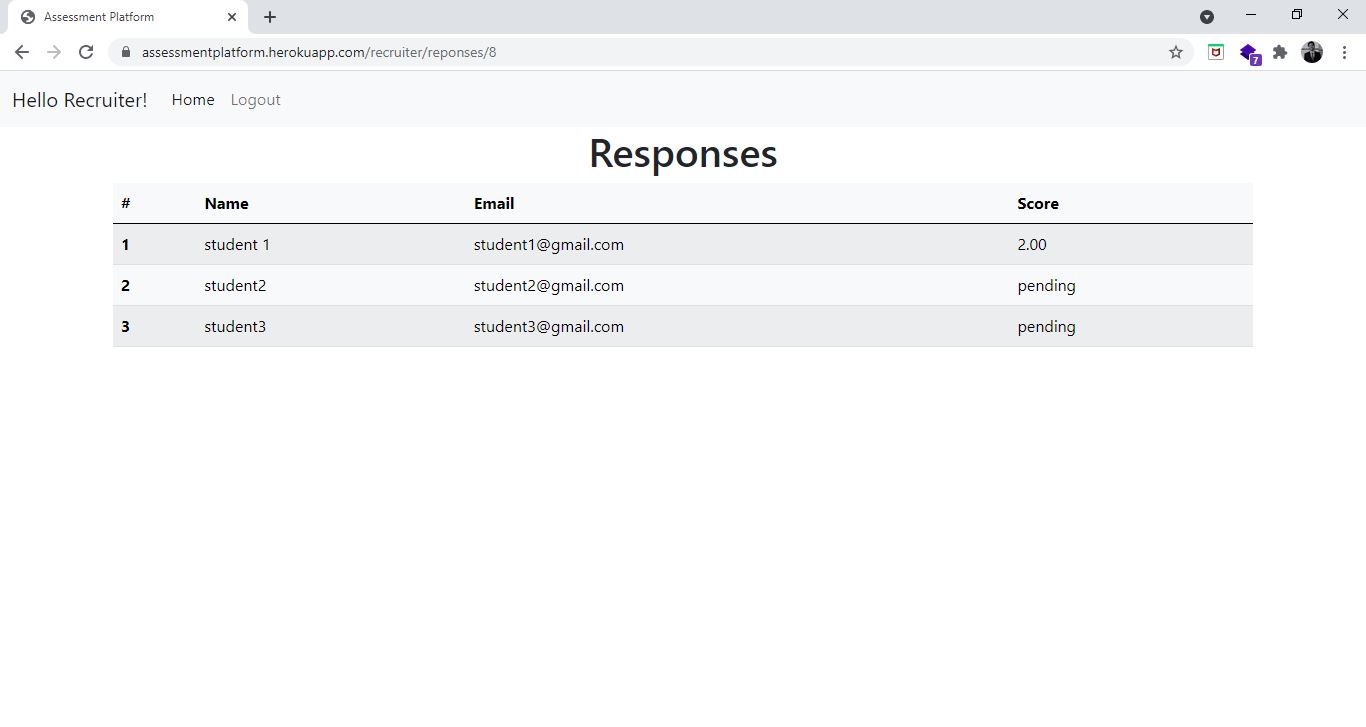 Assessment Platform
assessmentplatform.herokuapp.com/recruiter/reponses/8
7
Hello Recruiter! Home Logout
Responses
# Name Email Score
1 student 1 student1@gmail.com 2.00
2 student2 student2@gmail.com pending
3 student3 student3@gmail.com pending